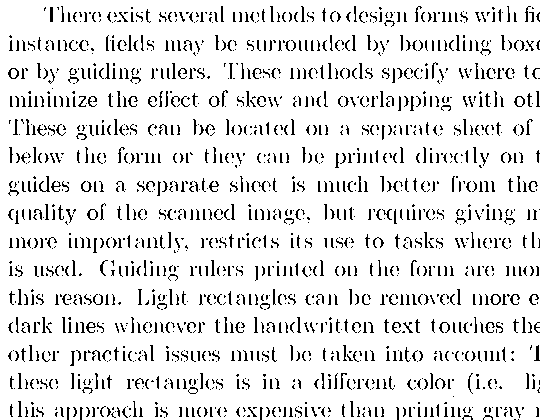 There exist several methods to design forms with
instance, fields may be surrounded by bounding
or by guiding rulers. These methods specify where to
minimize the effect of skew and overlapping with
These guides can be located on a separate sheet of
below the form or they can be printed directly on
guides on a separate sheet is much better from the
quality of the scanned image, but requires giving
more importantly, restricts its use to tasks where
is used. Guiding rulers printed on the form are
this reason. Light rectangles can be removed more
dark lines whenever the handwritten text touches the
other practical issues must be taken into account:
these light rectangles is in a different color (i.e.
this approach is more expensive than printing gray